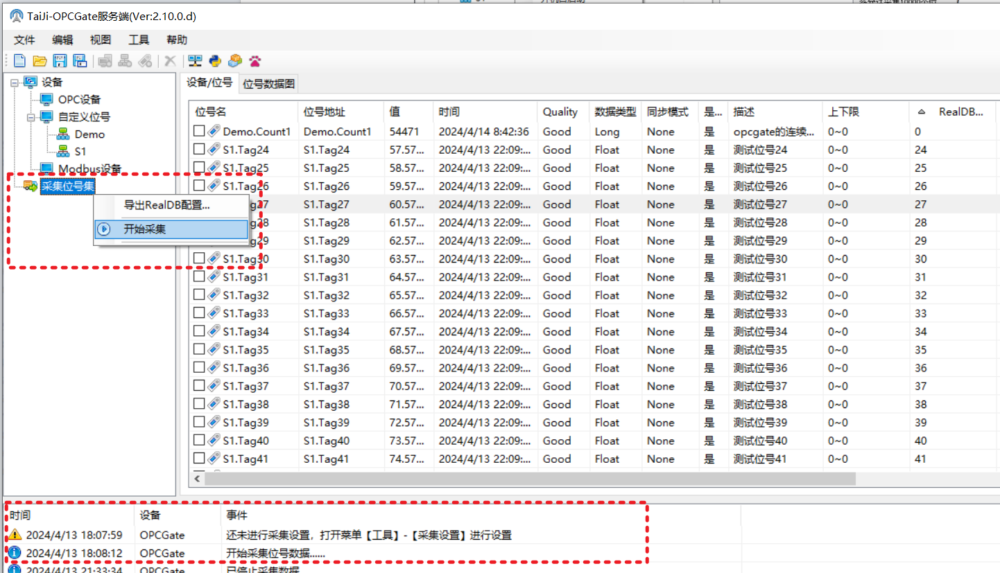 TaiJi-OPCGate服务端(Ver:2.10.0.d)
文件 编辑 视图 工具 帮助
设备
OPC设备
自定义位号
Demo
S1
Modbus设备
采集位号集
导出RealDB配置...
开始采集
设备/位号 位号数据图
位号名 位号地址 值 时间 Quality 数据类型 同步模式 是... 描述 上下限 RealDB...
Demo.Count1 Demo.Count1 54471 2024/4/14 8:42:36 Good Long None 是 opcgate的连续... 0~0 0
S1.Tag24 S1.Tag24 57.57... 2024/4/13 22:09:... Good Float None 是 测试位号24 0~0 24
S1.Tag25 S1.Tag25 58.57... 2024/4/13 22:09:... Good Float None 是 测试位号25 0~0 25
S1.Tag26 S1.Tag26 59.57... 2024/4/13 22:09:... Good Float None 是 测试位号26 0~0 26
g27 S1.Tag27 60.57... 2024/4/13 22:09:... Good Float None 是 测试位号27 0~0 27
g28 S1.Tag28 61.57... 2024/4/13 22:09:... Good Float None 是 测试位号28 0~0 28
g29 S1.Tag29 62.57... 2024/4/13 22:09:... Good Float None 是 测试位号29 0~0 29
S1.Tag30 S1.Tag30 63.57... 2024/4/13 22:09:... Good Float None 是 测试位号30 0~0 30
S1.Tag31 S1.Tag31 64.57... 2024/4/13 22:09:... Good Float None 是 测试位号31 0~0 31
S1.Tag32 S1.Tag32 65.57... 2024/4/13 22:09:... Good Float None 是 测试位号32 0~0 32
S1.Tag33 S1.Tag33 66.57... 2024/4/13 22:09:... Good Float None 是 测试位号33 0~0 33
S1.Tag34 S1.Tag34 67.57... 2024/4/13 22:09:... Good Float None 是 测试位号34 0~0 34
S1.Tag35 S1.Tag35 68.57... 2024/4/13 22:09:... Good Float None 是 测试位号35 0~0 35
S1.Tag36 S1.Tag36 69.57... 2024/4/13 22:09:... Good Float None 是 测试位号36 0~0 36
S1.Tag37 S1.Tag37 70.57... 2024/4/13 22:09:... Good Float None 是 测试位号37 0~0 37
S1.Tag38 S1.Tag38 71.57... 2024/4/13 22:09:... Good Float None 是 测试位号38 0~0 38
S1.Tag39 S1.Tag39 72.57... 2024/4/13 22:09:... Good Float None 是 测试位号39 0~0 39
S1.Tag40 S1.Tag40 73.57... 2024/4/13 22:09:... Good Float None 是 测试位号40 0~0 40
S1.Tag41 S1.Tag41 74.57... 2024/4/13 22:09:... Good Float None 是 测试位号41 0~0 41
时间 设备 事件
2024/4/13 18:07:59 OPCGate 还未进行采集设置，打开菜单【工具】-【采集设置】进行设置
2024/4/13 18:08:12 OPCGate 开始采集位号数据......
2024/4/13 21:33:34 OPCGate 已停止采集数据